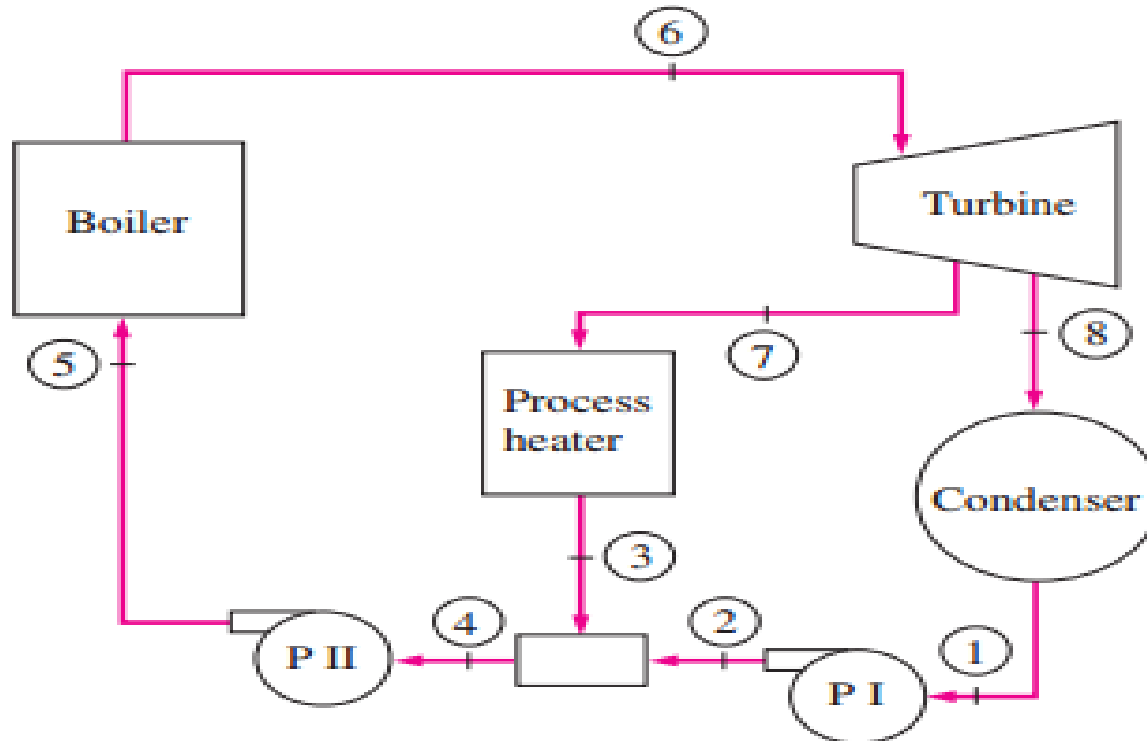 6
Boiler
Turbine
5
7
8
Process
heater
Condenser
3
4
2
1
P II
P I